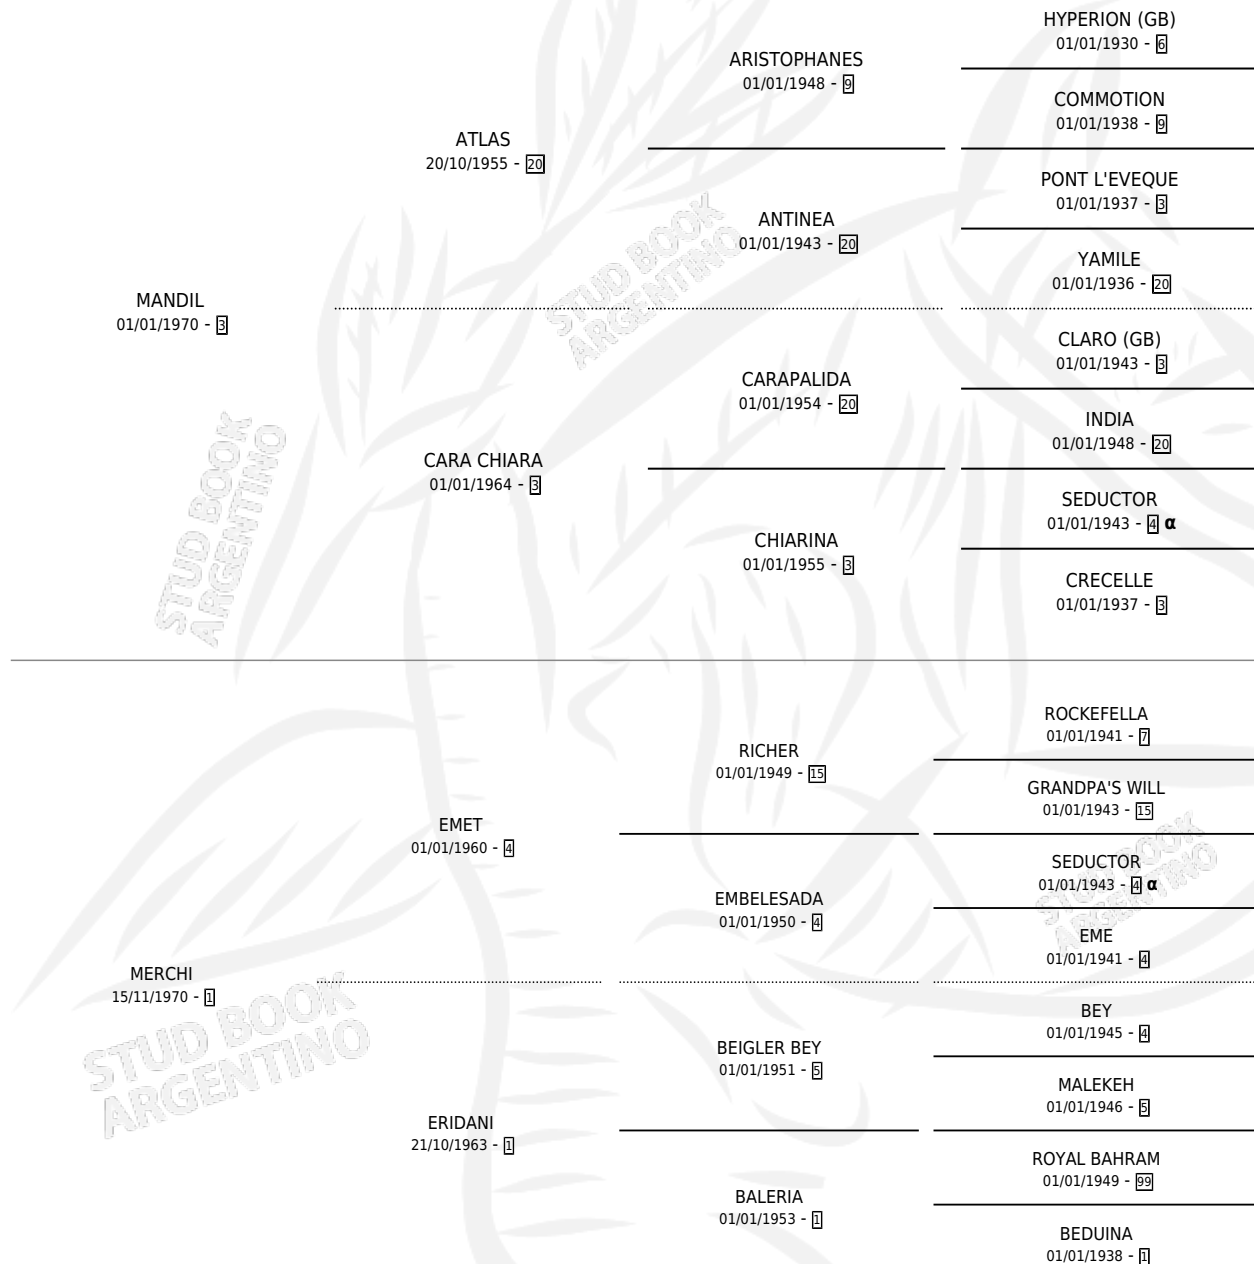 HYPERION (GB)
01/01/1930 - 6
ARISTOPHANES
01/01/1948 - 9
COMMOTION
01/01/1938 - 9
ATLAS
20/10/1955 - 20
PONT L'EVEQUE
01/01/1937 - 3
ANTINEA
01/01/1943 - 20
YAMILE
01/01/1936 - 20
MANDIL
01/01/1970 - 3
CLARO (GB)
01/01/1943 - 3
CARAPALIDA
01/01/1954 - 20
INDIA
01/01/1948 - 20
CARA CHIARA
01/01/1964 - 3
SEDUCTOR
01/01/1943 - 4 α
CHIARINA
01/01/1955 - 3
CRECELLE
01/01/1937 - 3
STUD BOOK
ARGENTINO
STUD BOOK
ARGENTINO
ROCKEFELLA
01/01/1941 - 7
RICHER
01/01/1949 - 15
GRANDPA'S WILL
01/01/1943 - 15
EMET
01/01/1960 - 4
SEDUCTOR
01/01/1943 - 4 α
EMBELESADA
01/01/1950 - 4
EME
01/01/1941 - 4
MERCHI
15/11/1970 - 1
BEY
01/01/1945 - 4
BEIGLER BEY
01/01/1951 - 5
MALEKEH
01/01/1946 - 5
ERIDANI
21/10/1963 - 1
ROYAL BAHRAM
01/01/1949 - 99
BALERIA
01/01/1953 - 1
BEDUINA
01/01/1938 - 1
STUD BOOK
ARGENTINO
STUD BOOK
ARGENTINO